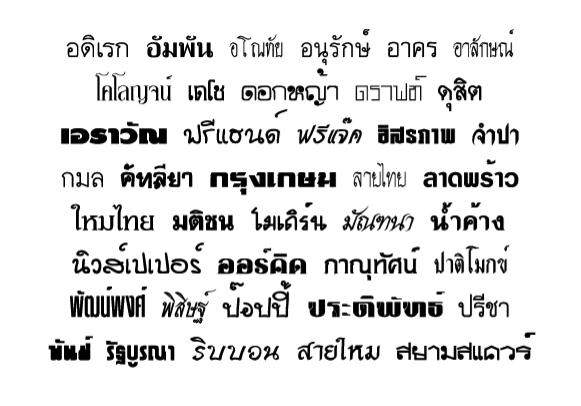 อดิเรก อัมพัน อโณทัย อนุรักษ์ อาคร อาลักษณ์
โคโลญจน์ เดโช ดอกหญ้า ดราฟต์ ดุสิต
เอราวัณ ฟรีแฮนด์ ฟรีแจ๊ค อิสรภาพ จำปา
กมล คัทลียา กรุงเกษม สายไทย ลาดพร้าว
ใหมไทย มติชน โมเดิร์น มัณฑนา น้ำค้าง
นิวส์เปเปอร์ ออร์คิด กาญทัศน์ ปาติโมกข์
พัฒน์พงศ์ พิสิษฐ์ ป๊อปปี้ ประดิพัทธ์ ปรีชา
พันธ์ รัฐบูรณา ริบบอน สายไหม สยามสแควร์